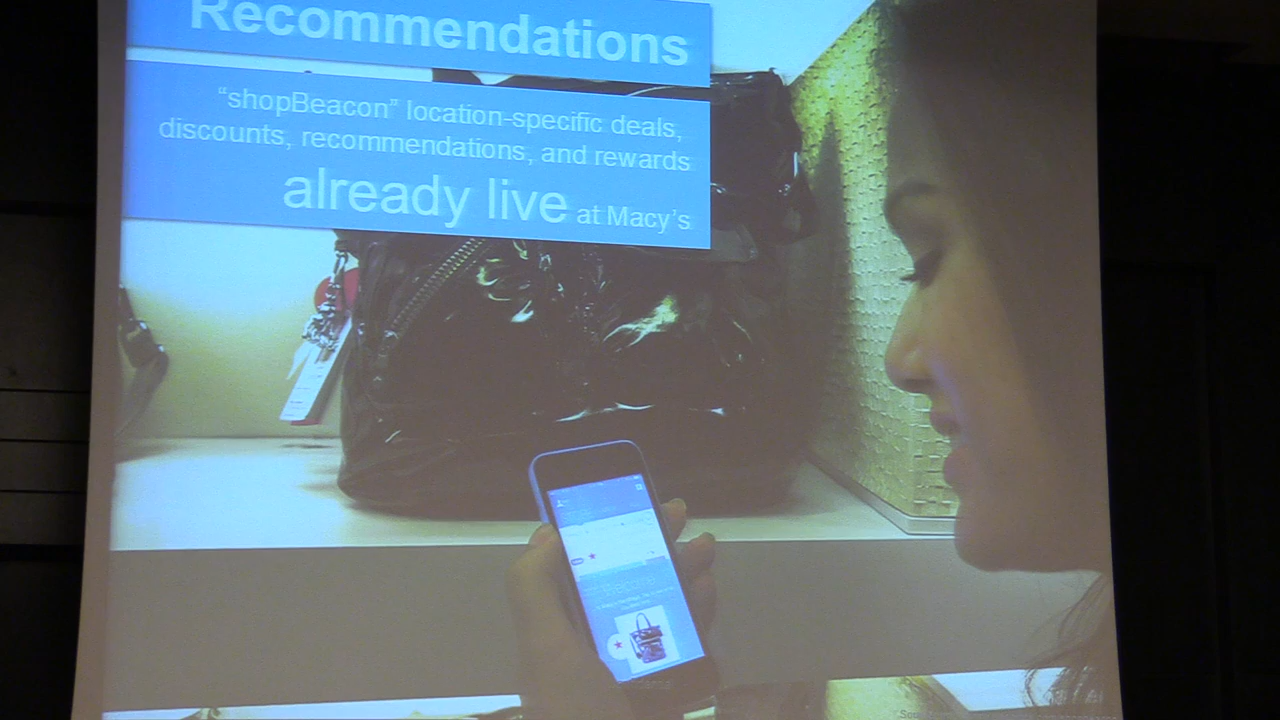 Recommendations
“shopBeacon” location-specific deals,
discounts, recommendations, and rewards
already live at Macy's
Welcome